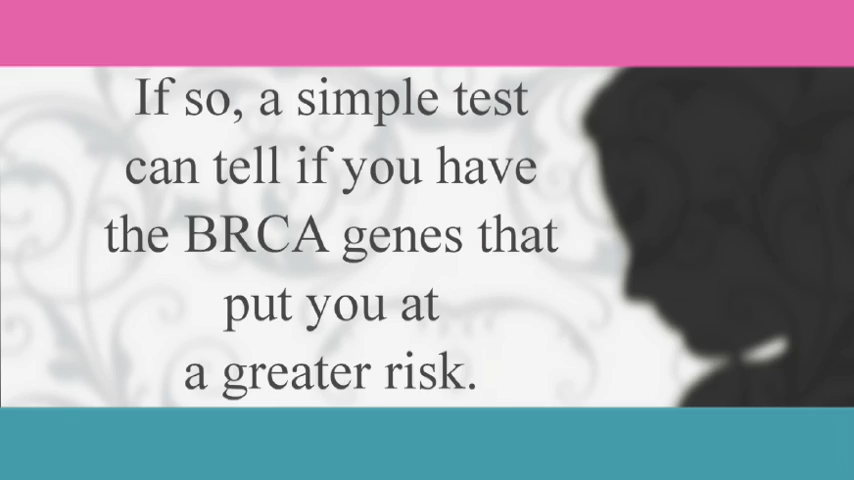 If so, a simple test
can tell if you have
the BRCA genes that
put you at
a greater risk.